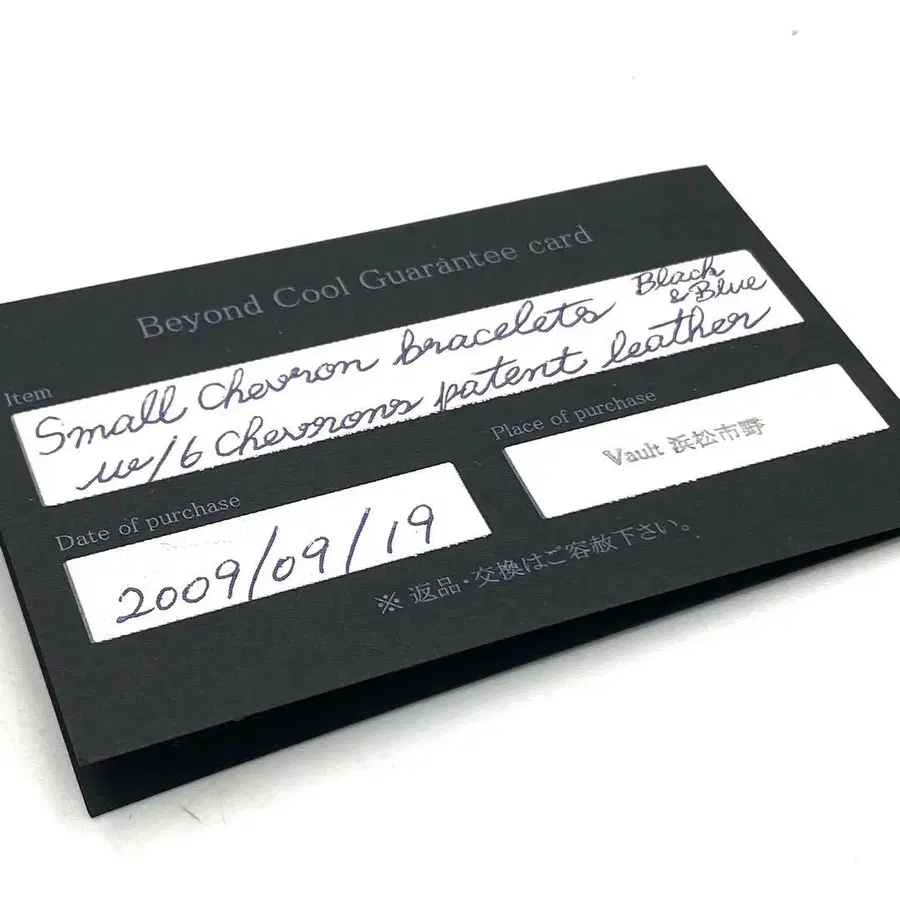 Beyond Cool Guarantee card
Item
Small Chevron bracelets Black & Blue
w/6 Chevrons patent leather
Date of purchase
2009/09/19
Place of purchase
Vault 浜松市野
※ 返品・交換はご容赦下さい。